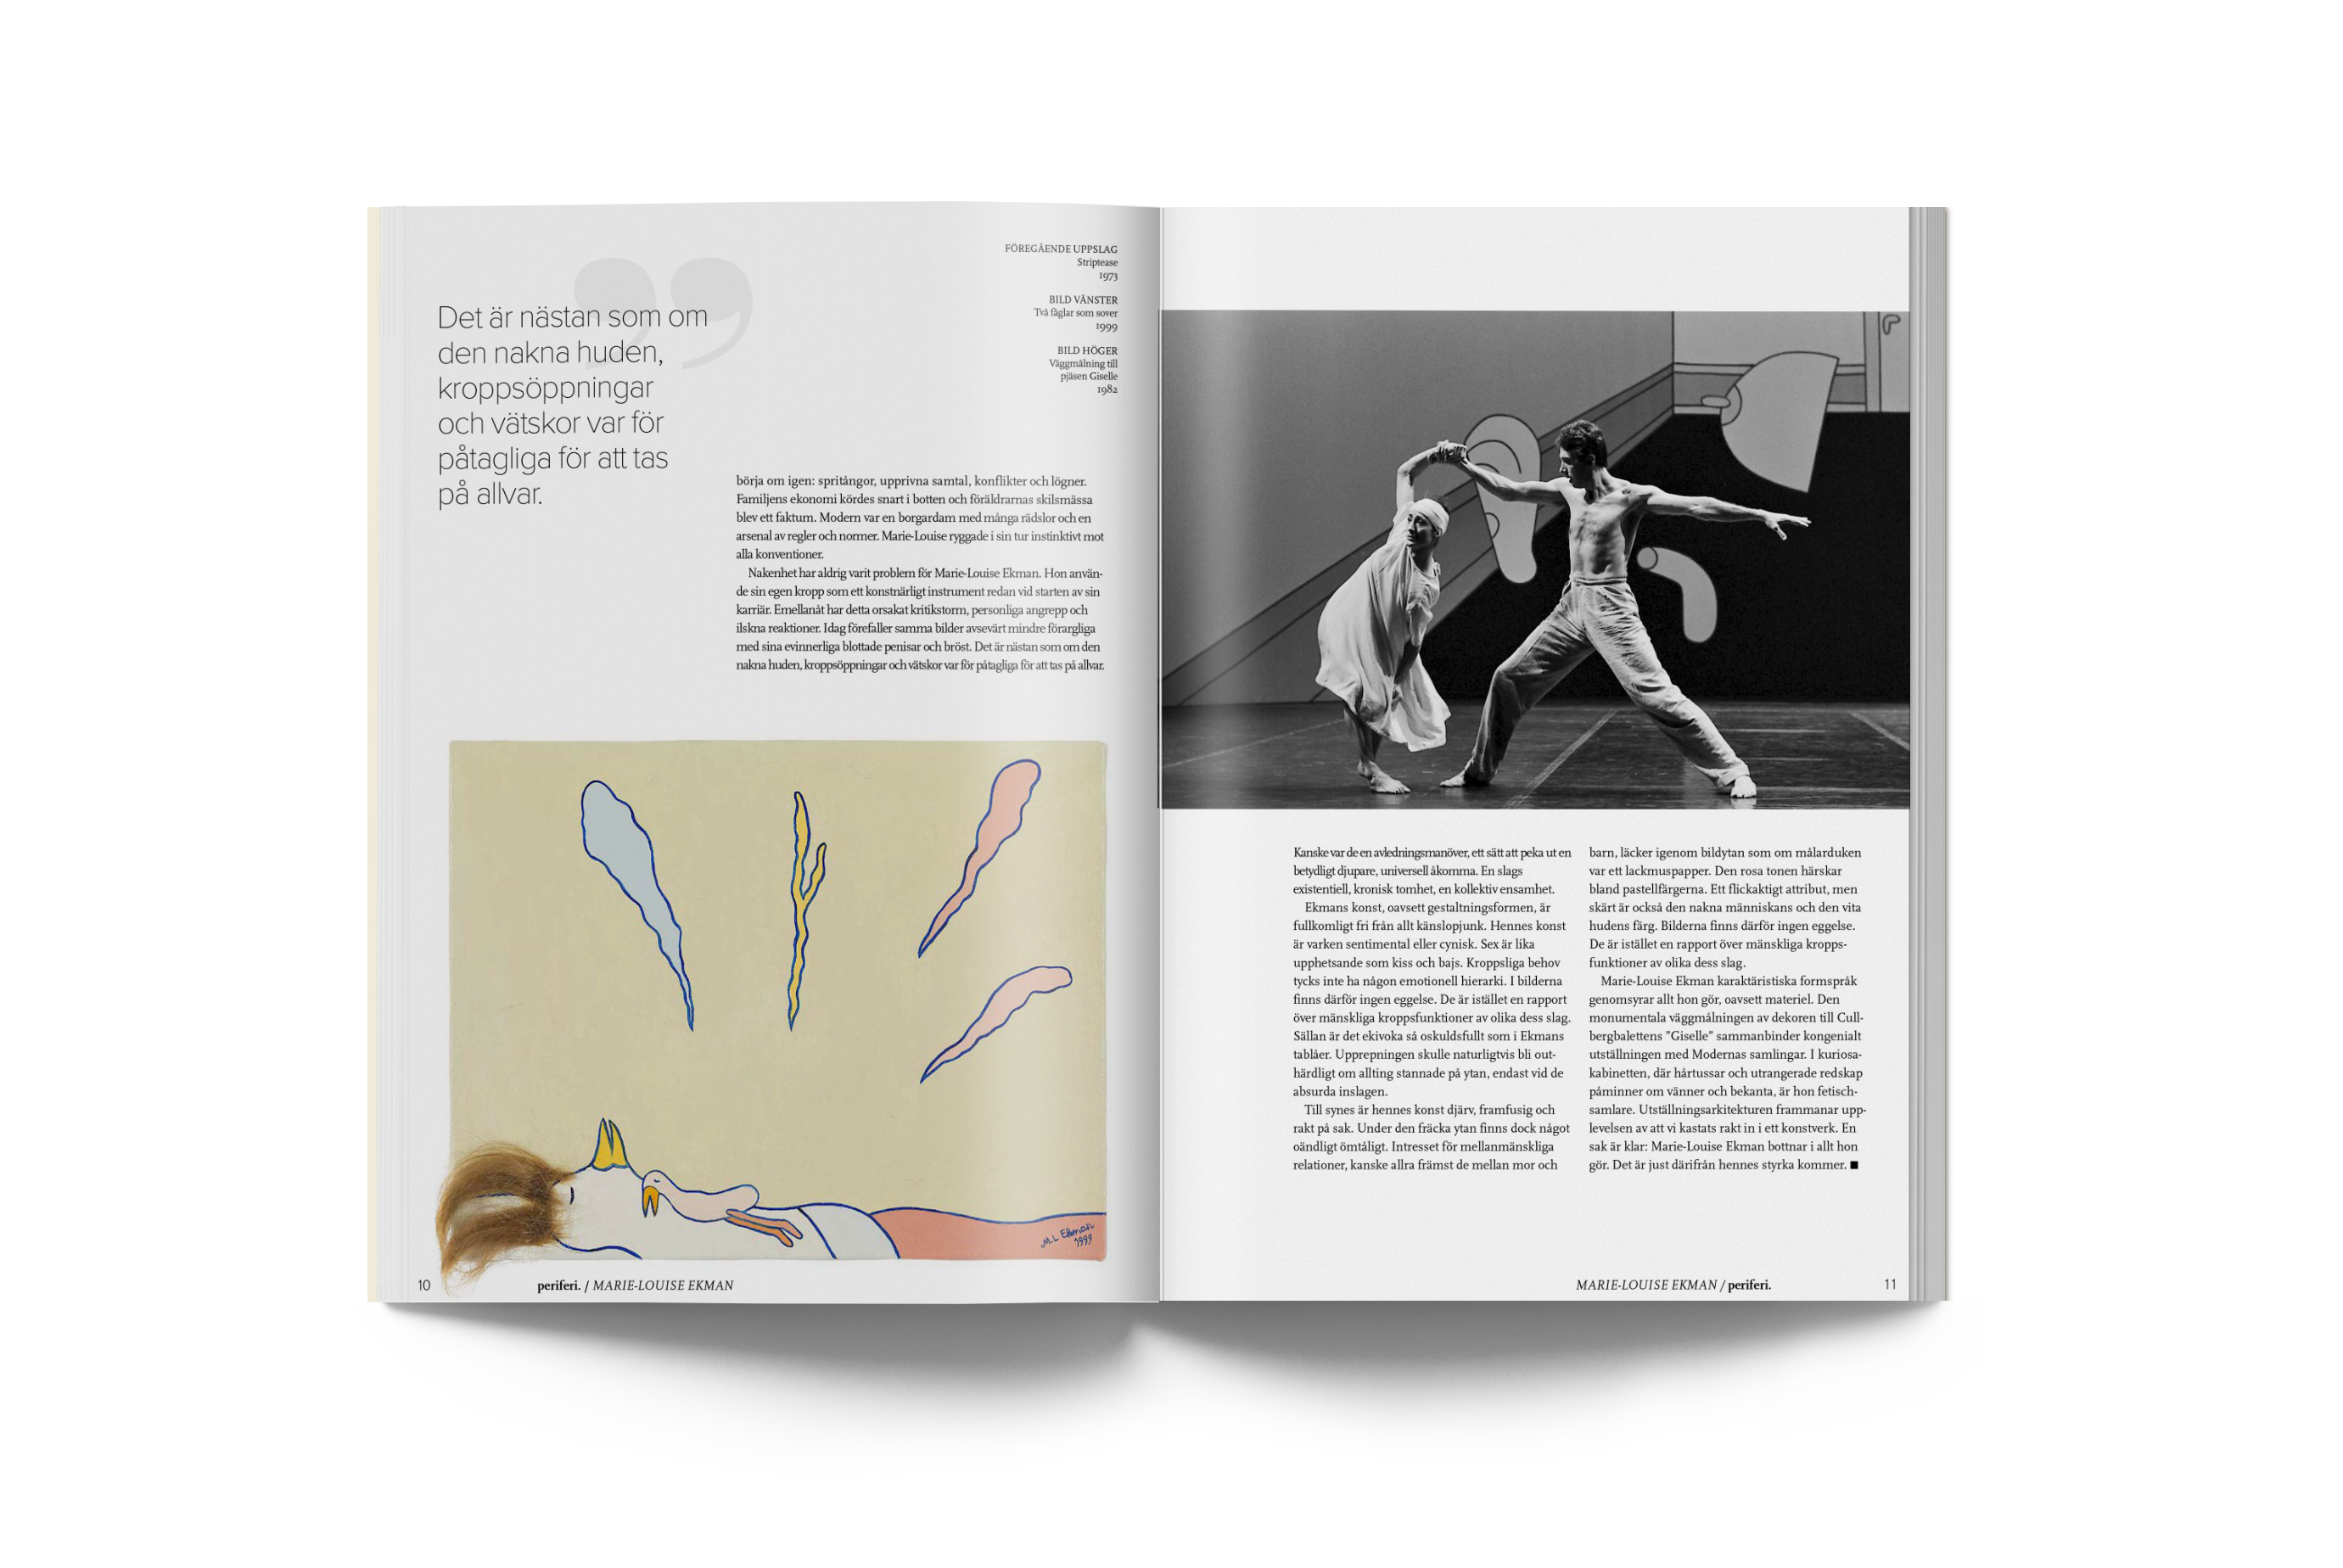 ”
Det är nästan som om
den nakna huden,
kroppsöppningar
och vätskor var för
påtagliga för att tas
på allvar.
FÖREGÅENDE UPPSLAG
Striptease
1973
BILD VÄNSTER
Två fåglar som sover
1999
BILD HÖGER
Väggmålning till
pjäsen Giselle
1982
börja om igen: spritångor, upprivna samtal, konflikter och lögner.
Familjens ekonomi kördes snart i botten och föräldrarnas skilsmässa
blev ett faktum. Modern var en borgardam med många rädslor och en
arsenal av regler och normer. Marie-Louise ryggade i sin tur instinktivt mot
alla konventioner.
Nakenhet har aldrig varit problem för Marie-Louise Ekman. Hon använ-
de sin egen kropp som ett konstnärligt instrument redan vid starten av sin
karriär. Emellanåt har detta orsakat kritikstorm, personliga angrepp och
ilskna reaktioner. Idag förefaller samma bilder avsevärt mindre förargliga
med sina evinnerliga blottade penisar och bröst. Det är nästan som om den
nakna huden, kroppsöppningar och vätskor var för påtagliga för att tas på allvar.
M.L Ekman
1999
10
periferi. / MARIE-LOUISE EKMAN
Kanske var de en avledningsmanöver, ett sätt att peka ut en
betydligt djupare, universell åkomma. En slags
existentiell, kronisk tomhet, en kollektiv ensamhet.
Ekmans konst, oavsett gestaltningsformen, är
fullkomligt fri från allt känslopjunk. Hennes konst
är varken sentimental eller cynisk. Sex är lika
upphetsande som kiss och bajs. Kroppsliga behov
tycks inte ha någon emotionell hierarki. I bilderna
finns därför ingen eggelse. De är istället en rapport
över mänskliga kroppsfunktioner av olika dess slag.
Sällan är det ekivoka så oskuldsfullt som i Ekmans
tablåer. Upprepningen skulle naturligtvis bli out-
härdligt om allting stannade på ytan, endast vid de
absurda inslagen.
Till synes är hennes konst djärv, framfusig och
rakt på sak. Under den fräcka ytan finns dock något
oändligt ömtåligt. Intresset för mellanmänskliga
relationer, kanske allra främst de mellan mor och
barn, läcker igenom bildytan som om målarduken
var ett lackmuspapper. Den rosa tonen härskar
bland pastellfärgerna. Ett flickaktigt attribut, men
skärt är också den nakna människans och den vita
hudens färg. Bilderna finns därför ingen eggelse.
De är istället en rapport över mänskliga kropps-
funktioner av olika dess slag.
Marie-Louise Ekman karaktäristiska formspråk
genomsyrar allt hon gör, oavsett materiel. Den
monumentala väggmålningen av dekoren till Cull-
bergbalettens ”Giselle” sammanbinder kongenialt
utställningen med Modernas samlingar. I kuriosa-
kabinetten, där hårtussar och utrangerade redskap
påminner om vänner och bekanta, är hon fetisch-
samlare. Utställningsarkitekturen frammanar upp-
levelsen av att vi kastats rakt in i ett konstverk. En
sak är klar: Marie-Louise Ekman bottnar i allt hon
gör. Det är just därifrån hennes styrka kommer. ■
MARIE-LOUISE EKMAN / periferi.
11